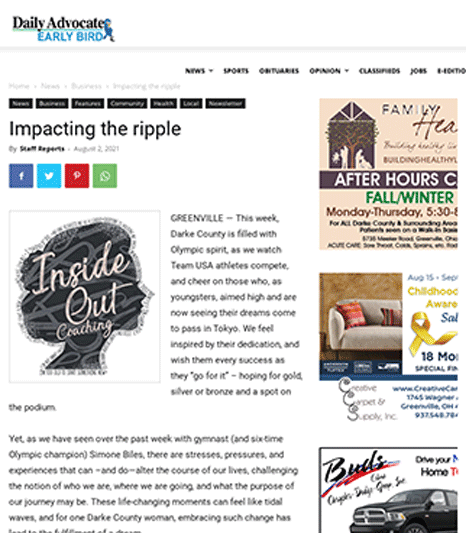 Daily Advocate
EARLY BIRD
NEWS SPORTS OBITUARIES OPINION CLASSIFIEDS JOBS E-EDITIO
Home › News › Business › Impacting the ripple
News Business Features Community Health Local Newsletter
Impacting the ripple
By Staff Reports - August 2, 2021
Inside
Out
Coaching
GREENVILLE — This week,
Darke County is filled with
Olympic spirit, as we watch
Team USA athletes compete,
and cheer on those who, as
youngsters, aimed high and are
now seeing their dreams come
to pass in Tokyo. We feel
inspired by their dedication, and
wish them every success as
they “go for it” – hoping for gold,
silver or bronze and a spot on
the podium.
Yet, as we have seen over the past week with gymnast (and six-time
Olympic champion) Simone Biles, there are stresses, pressures, and
experiences that can –and do—alter the course of our lives, challenging
the notion of who we are, where we are going, and what the purpose of
our journey may be. These life-changing moments can feel like tidal
waves, and for one Darke County woman, embracing such change has
lead to the fulfillment of a dream.
FAMILY
Hea
Building healthy li
BUILDINGHEALTHYL
AFTER HOURS C
FALL/WINTER
Monday-Thursday, 5:30-8
For ALL Darke County & Surrounding Area
Patients seen on a Walk-In Basis
5735 Meeker Road, Greenville, Ohio
ACUTE CARE: Sore Throat, Colds, Sprains, etc.
Aug 15 - Sept
Childhood
Aware
Sal
18 Mo
SPECIAL FIN
Creative
Carpet &
Supply, Inc.
www.CreativeCar
1745 Wagner
Greenville, OH 4
937.548.784
Bud's
Chrysler-Dodge-Jeep Inc.
Drive your N
Home T